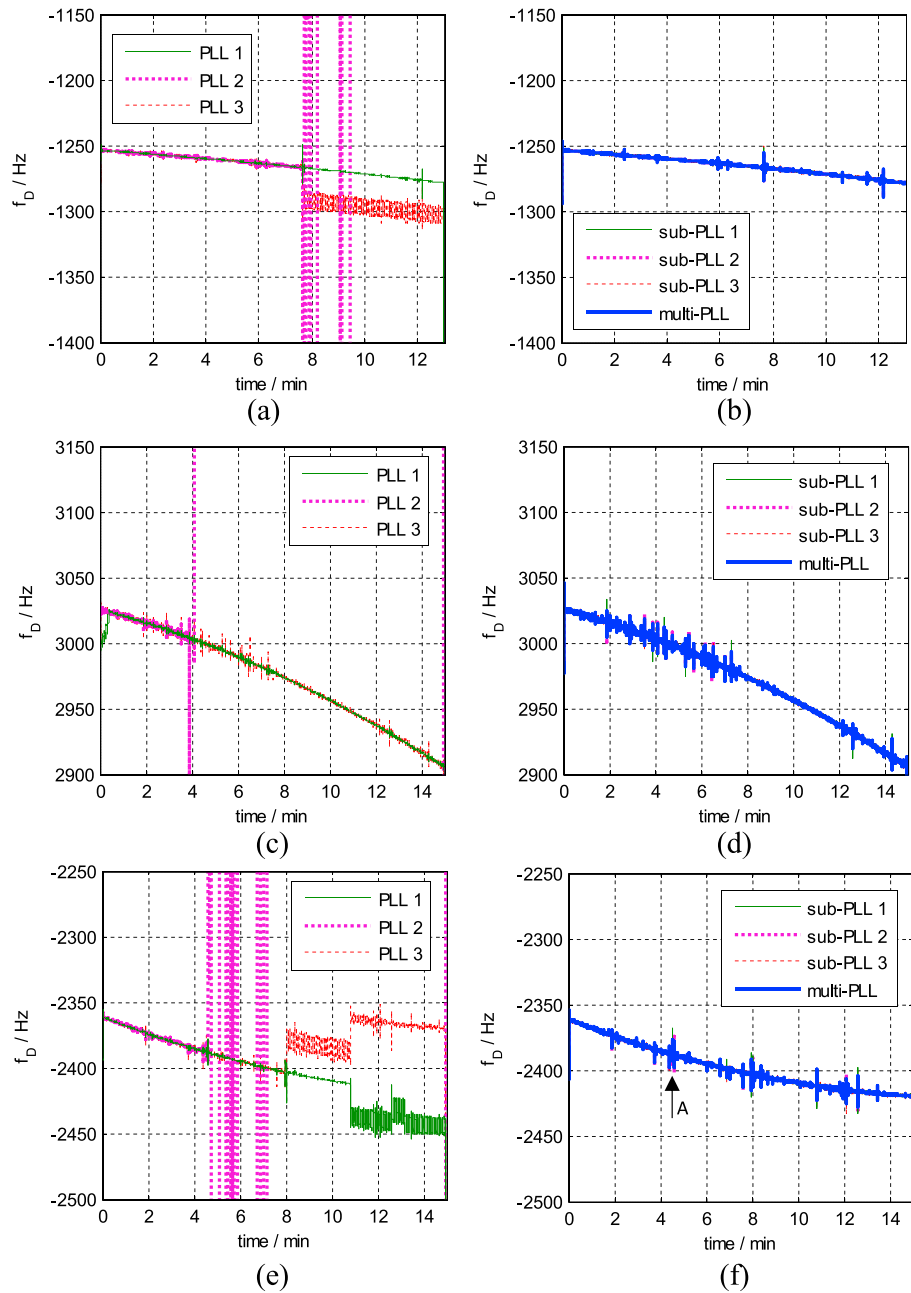 -1150
-1200
-1250
-1300
-1350
-1400
f_D / Hz
PLL 1
PLL 2
PLL 3
0 2 4 6 8 10 12
time / min
(a)
-1150
-1200
-1250
-1300
-1350
-1400
f_D / Hz
sub-PLL 1
sub-PLL 2
sub-PLL 3
multi-PLL
0 2 4 6 8 10 12
time / min
(b)
3150
3100
3050
3000
2950
2900
f_D / Hz
PLL 1
PLL 2
PLL 3
0 2 4 6 8 10 12 14
time / min
(c)
3150
3100
3050
3000
2950
2900
f_D / Hz
sub-PLL 1
sub-PLL 2
sub-PLL 3
multi-PLL
0 2 4 6 8 10 12 14
time / min
(d)
-2250
-2300
-2350
-2400
-2450
-2500
f_D / Hz
PLL 1
PLL 2
PLL 3
0 2 4 6 8 10 12 14
time / min
(e)
-2250
-2300
-2350
-2400
-2450
-2500
f_D / Hz
sub-PLL 1
sub-PLL 2
sub-PLL 3
multi-PLL
A
0 2 4 6 8 10 12 14
time / min
(f)